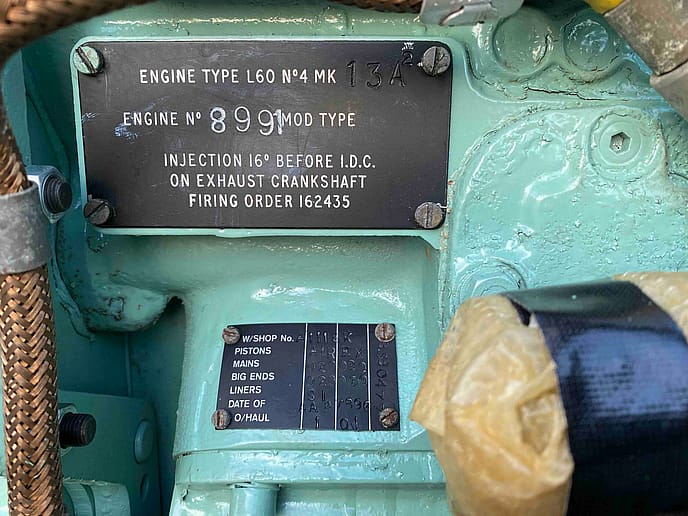 ENGINE TYPE L60 Nº4 MK 13A²
ENGINE Nº 8991 MOD TYPE
INJECTION 16º BEFORE I.D.C.
ON EXHAUST CRANKSHAFT
FIRING ORDER 162435
W/SHOP No.
PISTONS
MAINS
BIG ENDS
LINERS
DATE OF
O/HAUL